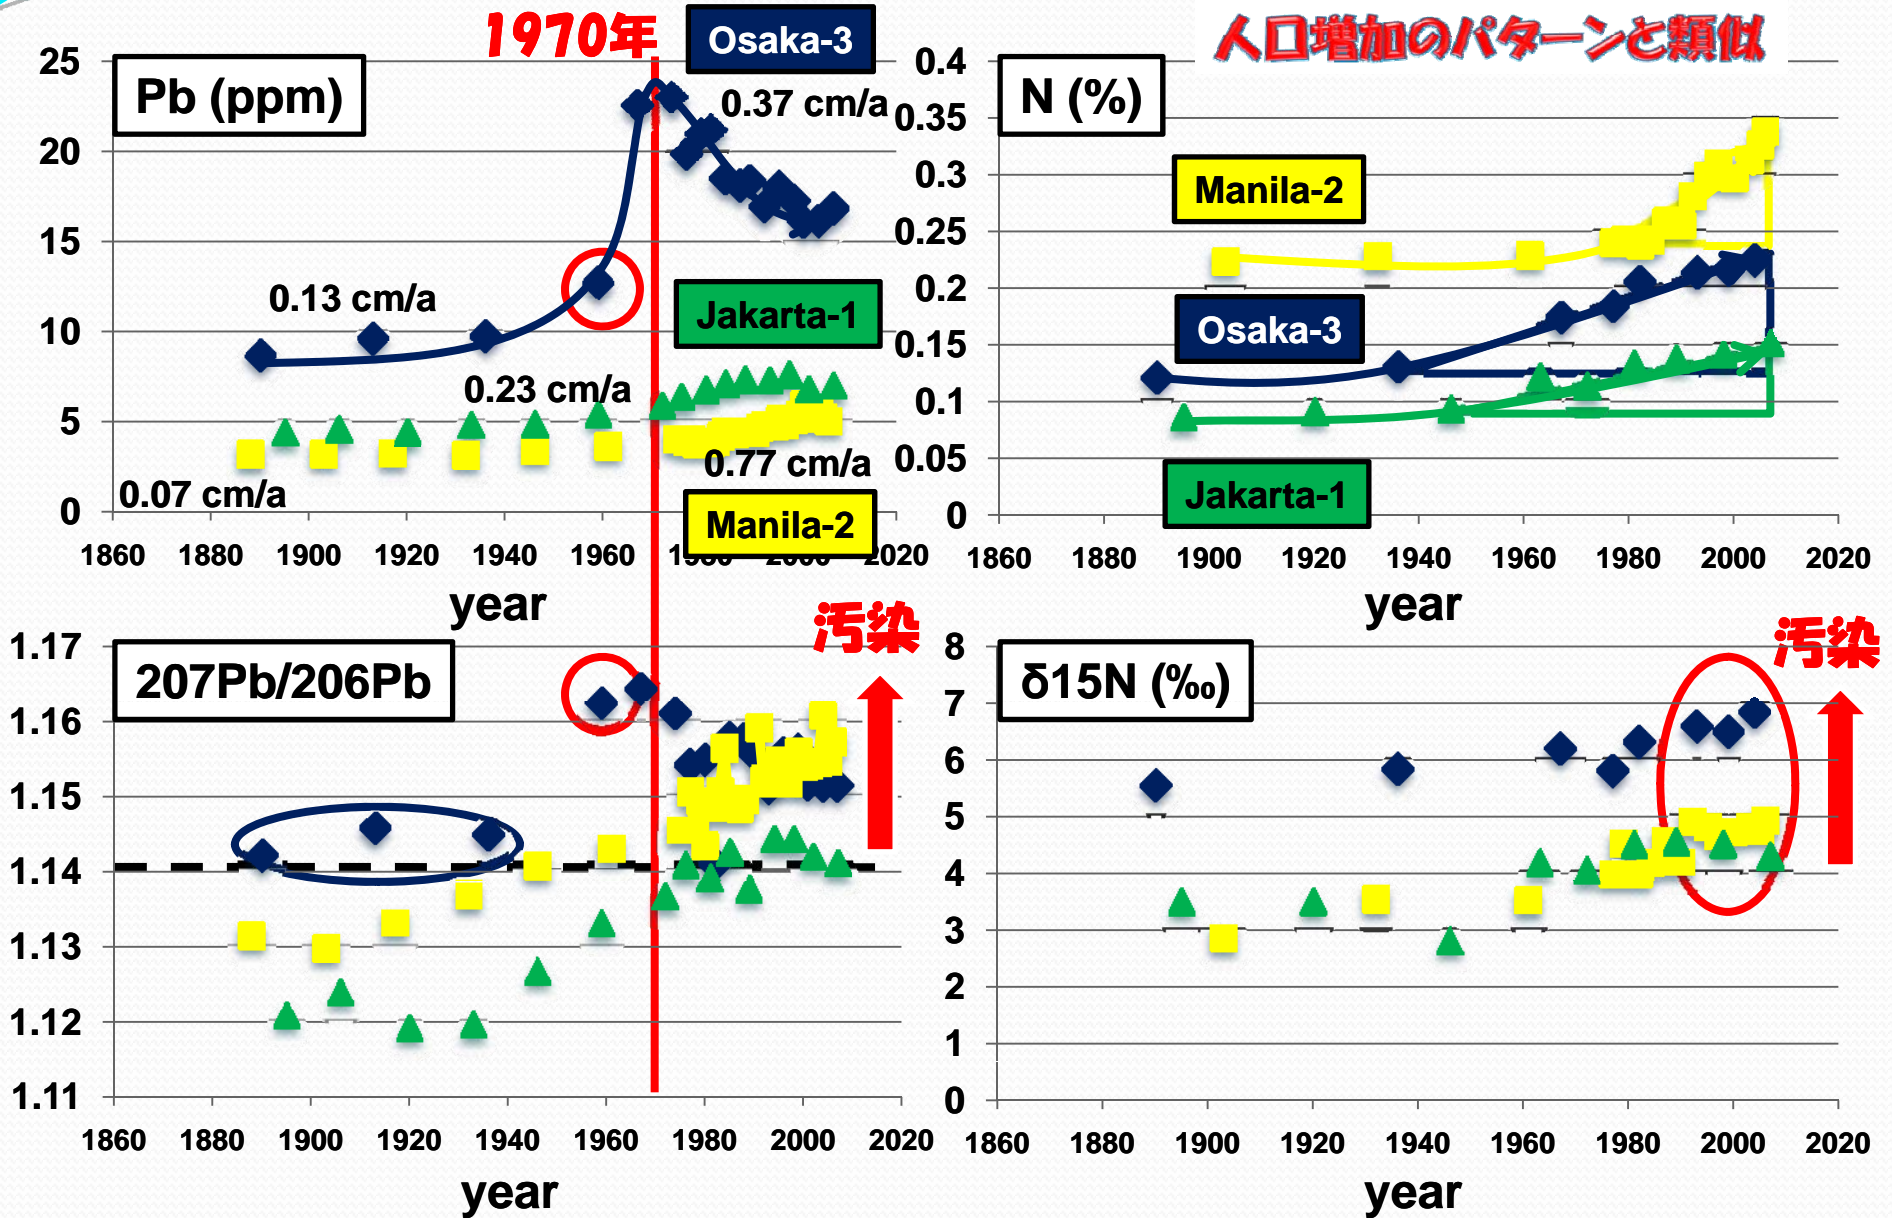 1970年
Osaka-3
人口増加のパターンと類似
25
20
15
10
5
0
Pb (ppm)
0.37 cm/a
0.13 cm/a
Jakarta-1
0.23 cm/a
0.77 cm/a
0.07 cm/a
Manila-2
1860 1880 1900 1920 1940 1960 1980 2000 2020
year
0.4
0.35
0.3
0.25
0.2
0.15
0.1
0.05
0
N (%)
Manila-2
Osaka-3
Jakarta-1
1860 1880 1900 1920 1940 1960 1980 2000 2020
year
汚染
1.17
1.16
1.15
1.14
1.13
1.12
1.11
207Pb/206Pb
1860 1880 1900 1920 1940 1960 1980 2000 2020
year
汚染
8
7
6
5
4
3
2
1
0
δ15N (‰)
1860 1880 1900 1920 1940 1960 1980 2000 2020
year